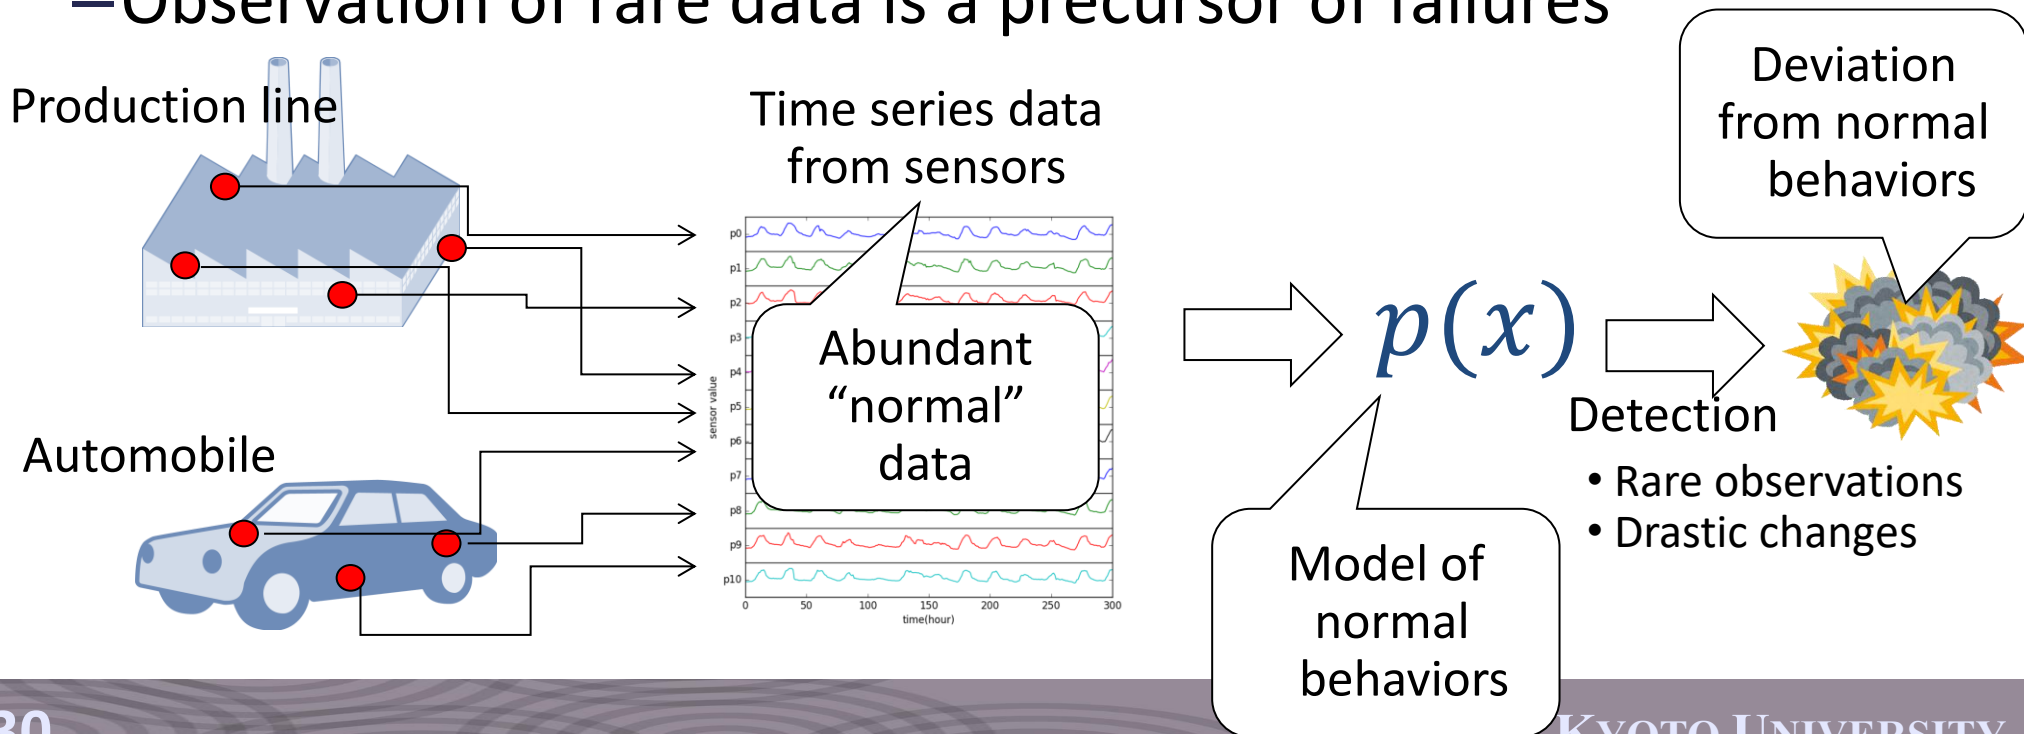 –Observation of rare data is a precursor of failures
Production line
Time series data
from sensors
Deviation
from normal
behaviors
p0
p1
p2
p3
p4
p5
p6
p7
p8
p9
p10
sensor value
Abundant
“normal”
data
0 50 100 150 200 250 300
time(hour)
p(x)
Detection
• Rare observations
• Drastic changes
Automobile
Model of
normal
behaviors
30
KYOTO UNIVERSITY